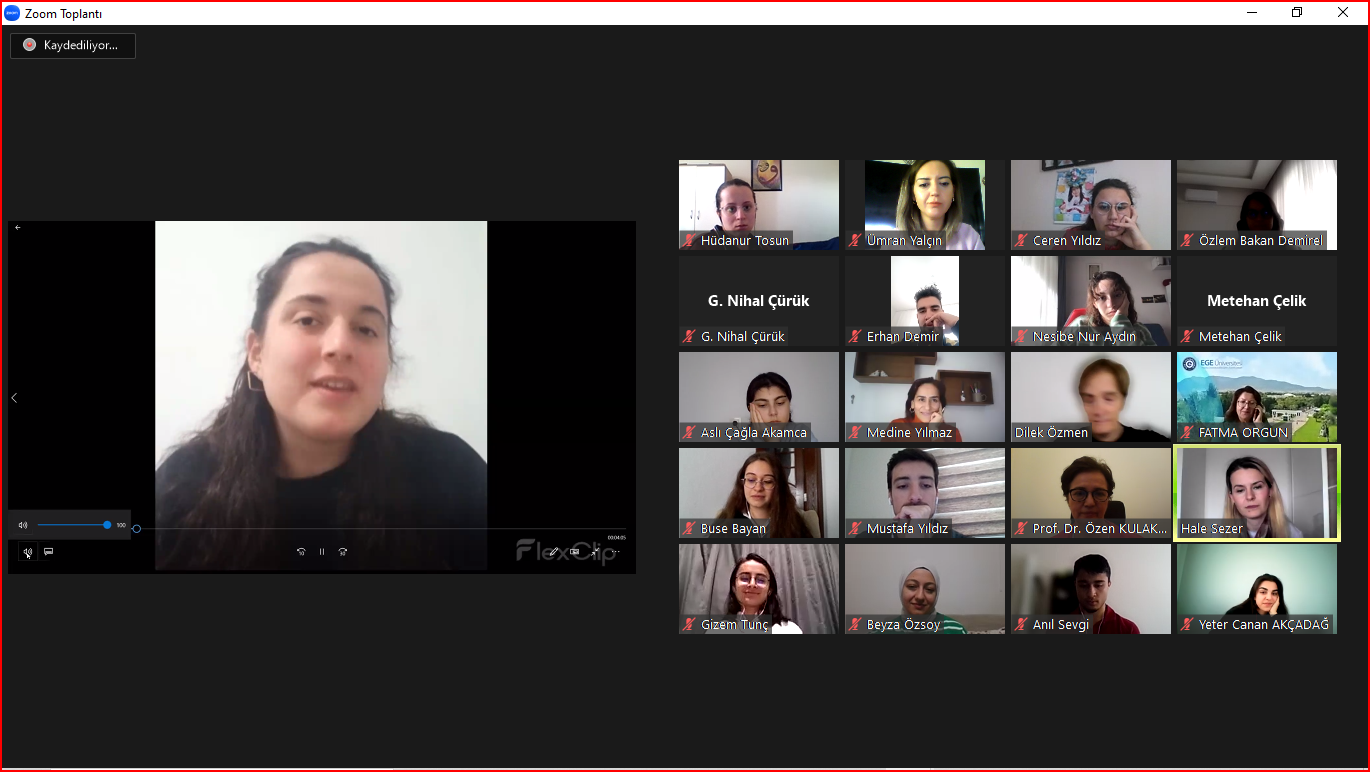 zoom
Zoom Toplantı
Kaydediliyor...
100
00:04:05
FlexClip
Hüdanur Tosun
Ümran Yalçın
Ceren Yıldız
Özlem Bakan Demirel
G. Nihal Çürük
G. Nihal Çürük
Erhan Demir
Nesibe Nur Aydın
Metehan Çelik
Metehan Çelik
Aslı Çağla Akamca
Medine Yılmaz
Dilek Özmen
EGE Üniversitesi
FATMA ORGUN
Buse Bayan
Mustafa Yıldız
Prof. Dr. Özen KULAK...
Hale Sezer
Gizem Tunç
Beyza Özsoy
Anıl Sevgi
Yeter Canan AKÇADAĞ